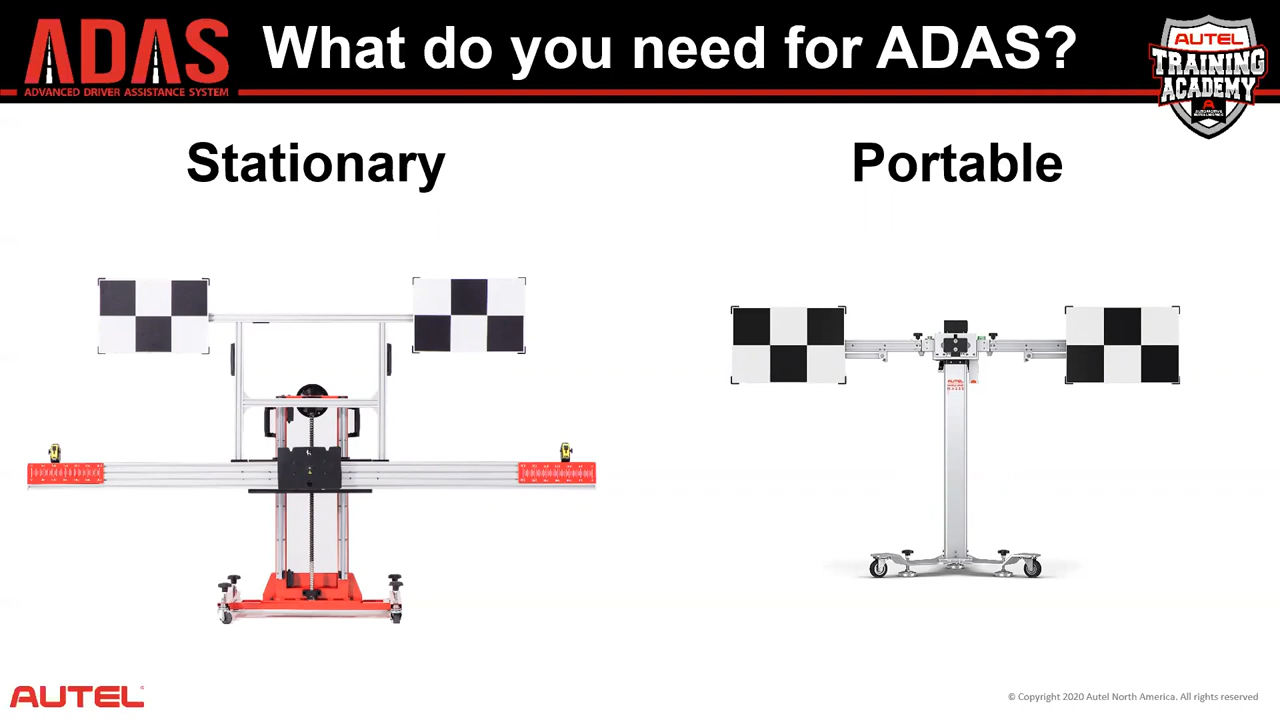 ADAS
ADVANCED DRIVER ASSISTANCE SYSTEM
What do you need for ADAS?
AUTEL
TRAINING
ACADEMY
Stationary
Portable
AUTEL
AUTEL
© Copyright 2020 Autel North America. All rights reserved